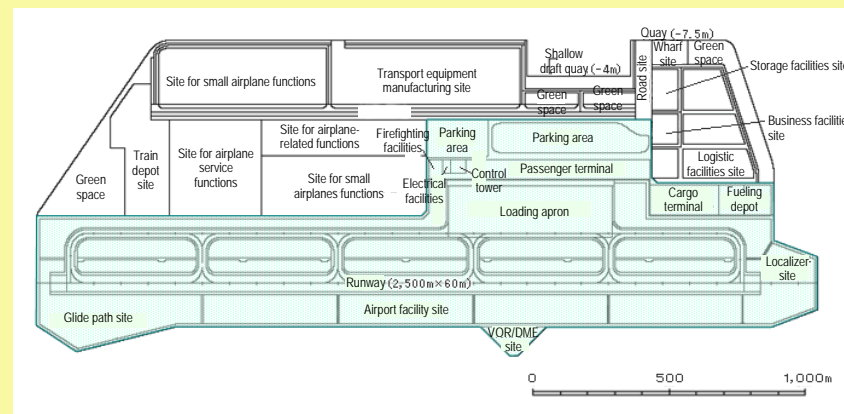 Quay (-7.5m)
Shallow
draft quay (-4m)
Road site
Wharf
site
Green
space
Storage facilities site
Site for small airplane functions
Transport equipment
manufacturing site
Green
space
Green
space
Business facilities
site
Logistic
facilities site
Green
space
Train
depot
site
Site for airplane
service
functions
Site for airplane-
related functions
Site for small
airplanes functions
Firefighting
facilities
Parking
area
Parking area
Electrical
facilities
Control
tower
Passenger terminal
Loading apron
Cargo
terminal
Fueling
depot
Localizer-
site
Runway (2,500m×60m)
Glide path site
Airport facility site
VOR/DME
site
0 500 1,000m